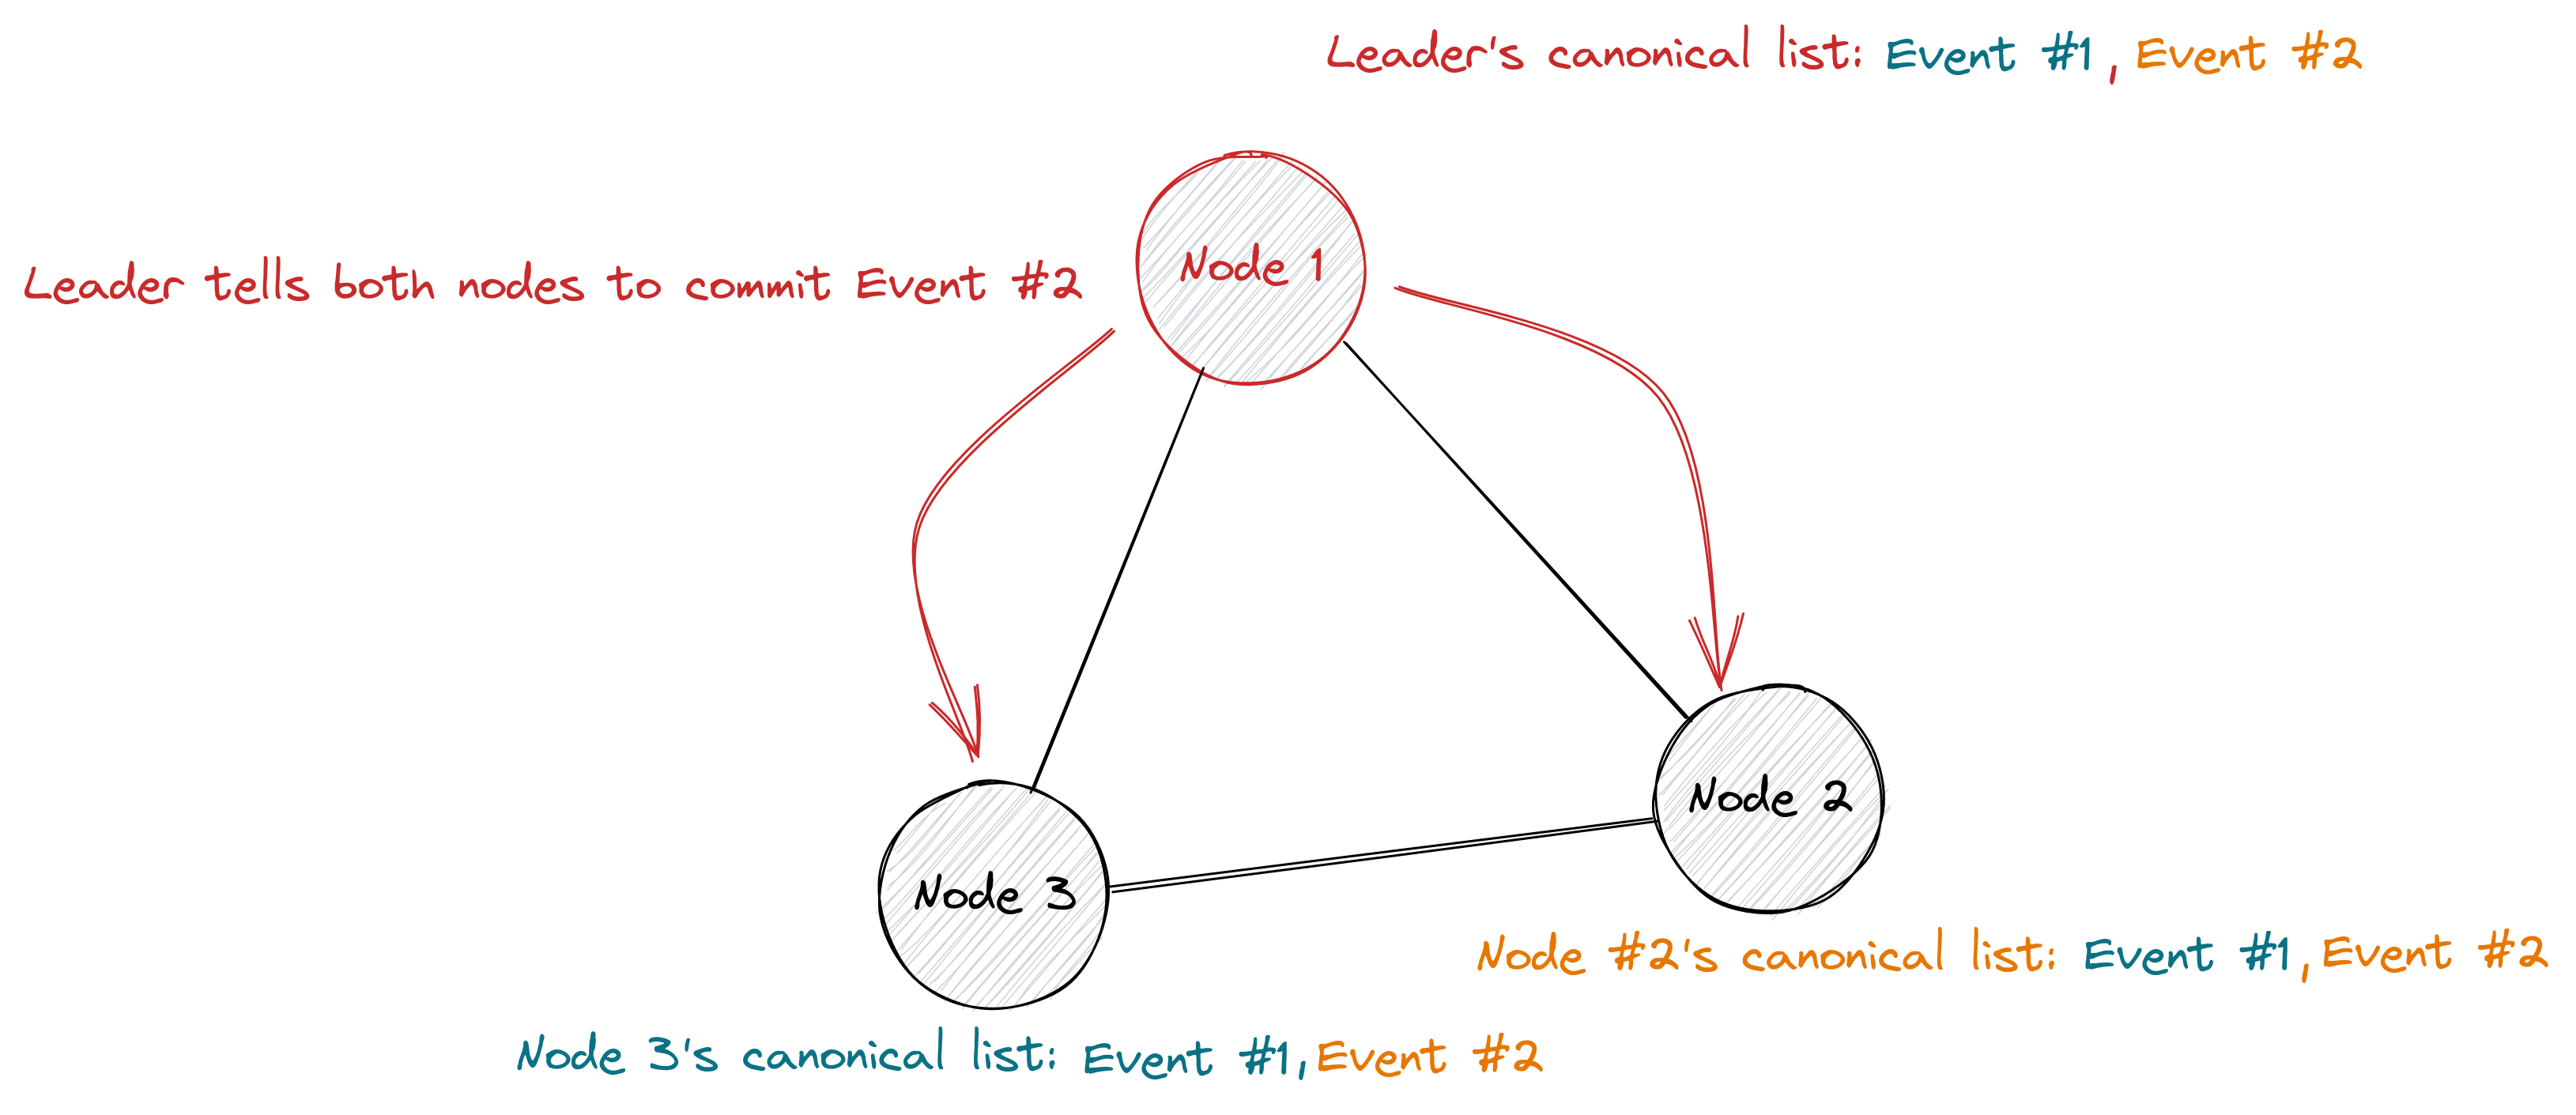 Leader's canonical list: Event #1, Event #2
Node 1
Leader tells both nodes to commit Event #2
Node 2
Node 3
Node #2's canonical list: Event #1, Event #2
Node 3's canonical list: Event #1, Event #2